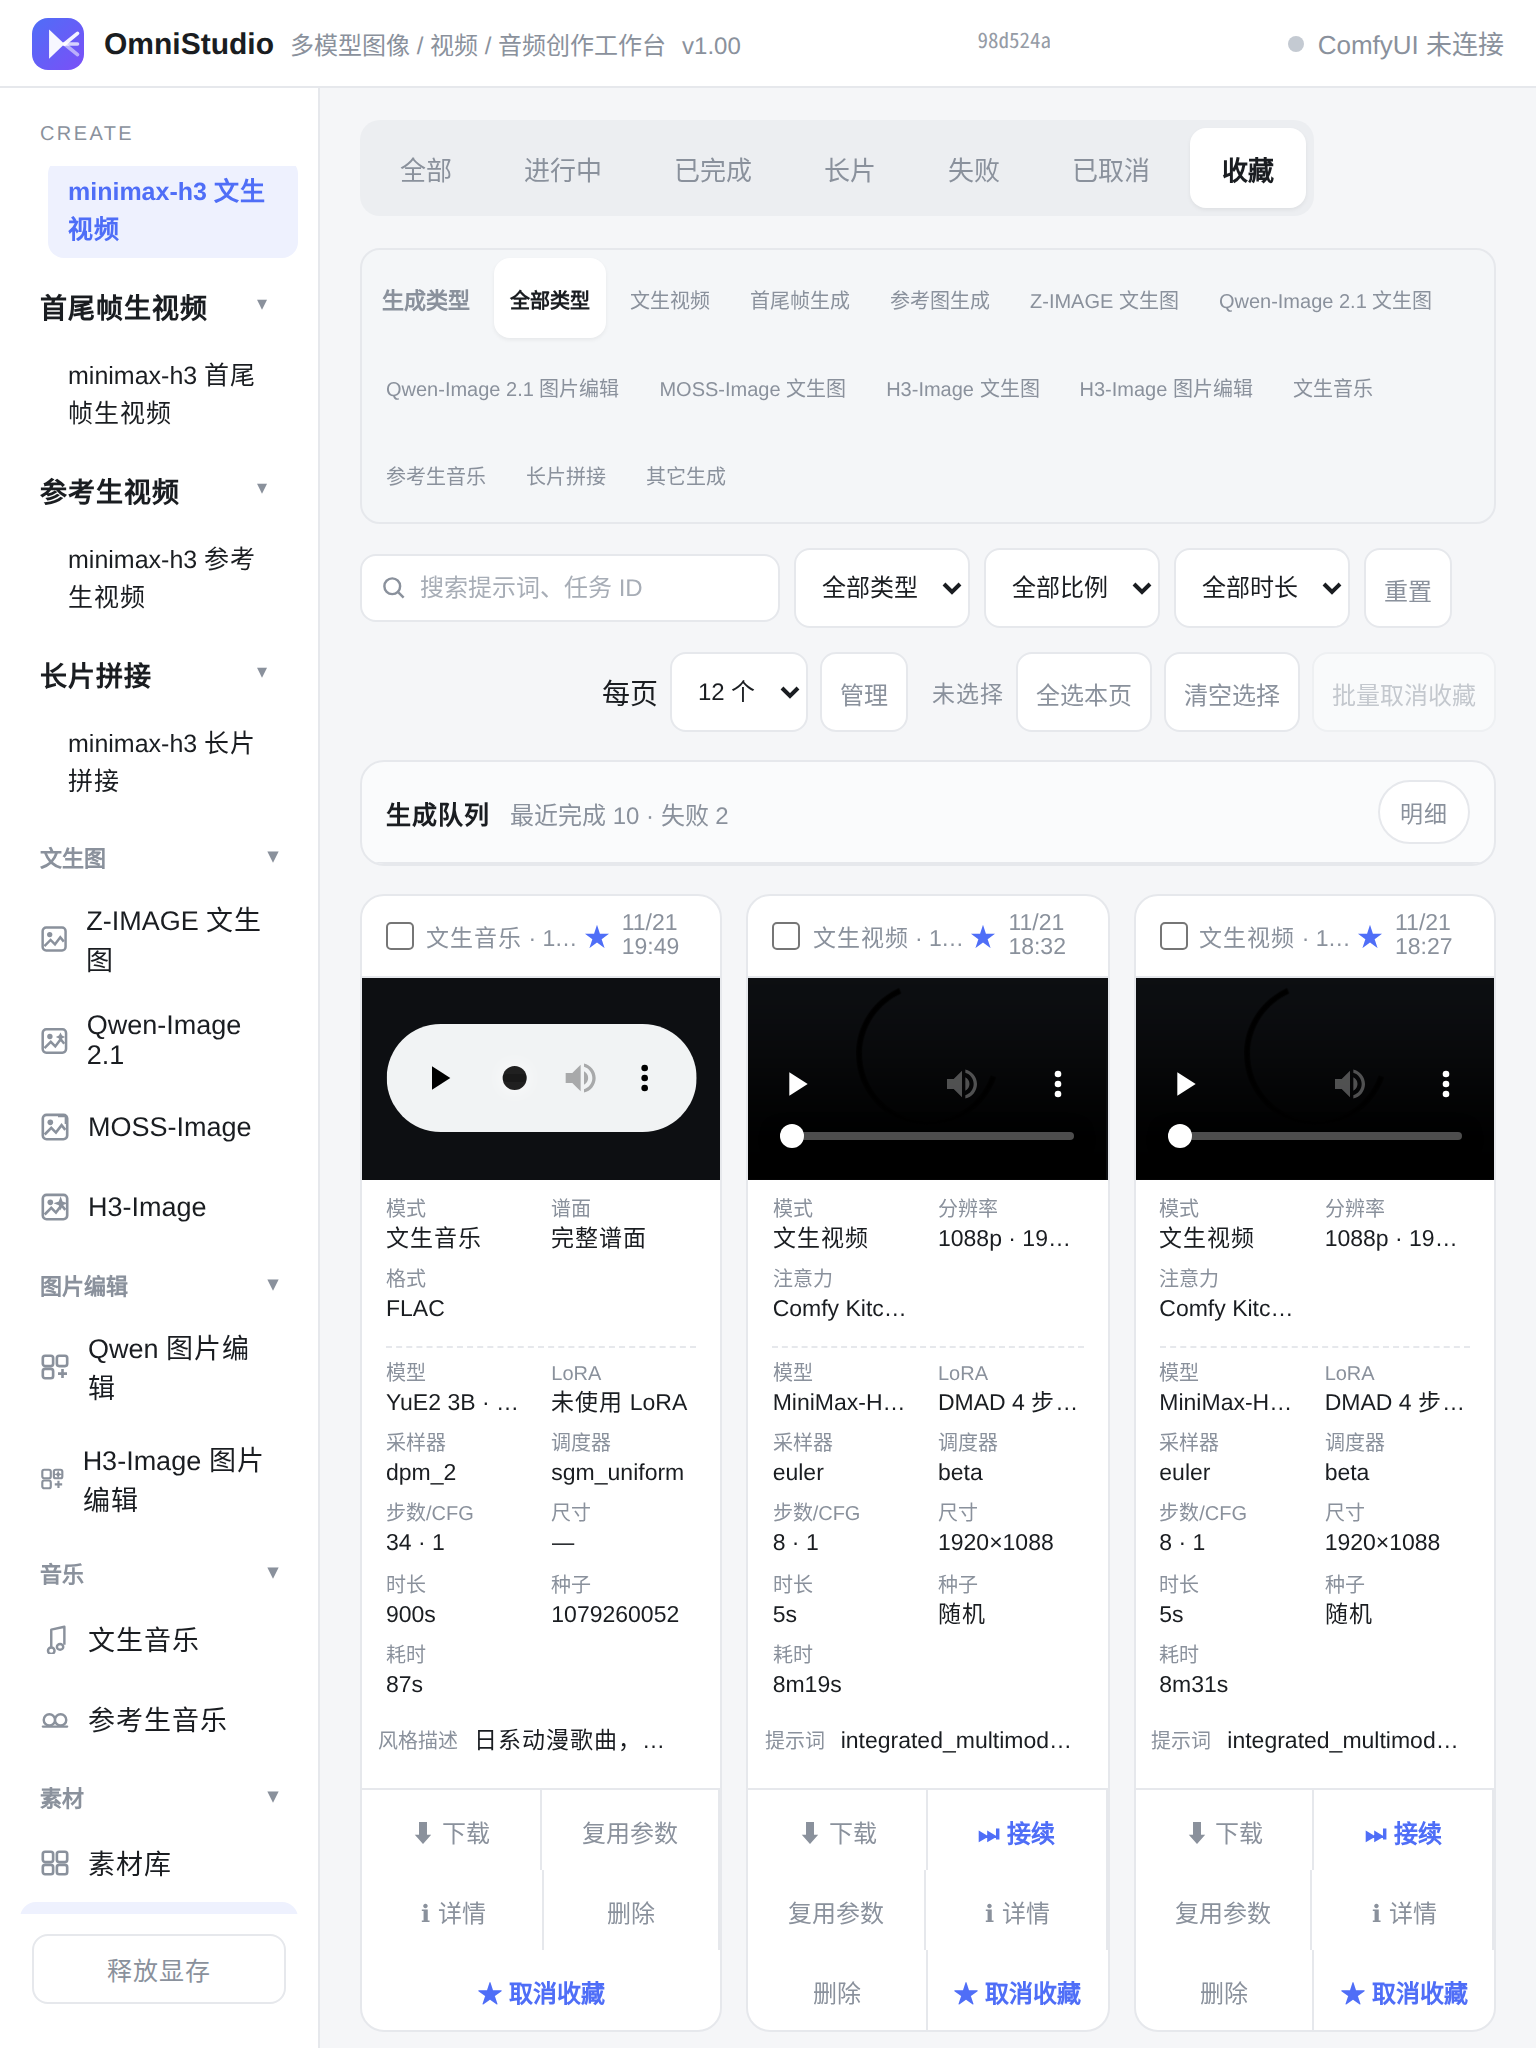 OmniStudio 多模型图像 / 视频 / 音频创作工作台 v1.00 98d524a ComfyUI 未连接
CREATE
minimax-h3 文生
视频
首尾帧生视频 ▼
minimax-h3 首尾
帧生视频
参考生视频 ▼
minimax-h3 参考
生视频
长片拼接 ▼
minimax-h3 长片
拼接
文生图 ▼
Z-IMAGE 文生
图
Qwen-Image
2.1
MOSS-Image
H3-Image
图片编辑 ▼
Qwen 图片编
辑
H3-Image 图片
编辑
音乐 ▼
文生音乐
参考生音乐
素材 ▼
素材库
释放显存
全部 进行中 已完成 长片 失败 已取消 收藏
生成类型 全部类型 文生视频 首尾帧生成 参考图生成 Z-IMAGE 文生图 Qwen-Image 2.1 文生图
Qwen-Image 2.1 图片编辑 MOSS-Image 文生图 H3-Image 文生图 H3-Image 图片编辑 文生音乐
参考生音乐 长片拼接 其它生成
搜索提示词、任务 ID 全部类型 全部比例 全部时长 重置
每页 12 个 管理 未选择 全选本页 清空选择 批量取消收藏
生成队列 最近完成 10 · 失败 2 明细
文生音乐 · 1… ★ 11/21
19:49
模式 谱面
文生音乐 完整谱面
格式
FLAC
模型 LoRA
YuE2 3B · … 未使用 LoRA
采样器 调度器
dpm_2 sgm_uniform
步数/CFG 尺寸
34 · 1 —
时长 种子
900s 1079260052
耗时
87s
风格描述 日系动漫歌曲，…
⬇ 下载 复用参数
ℹ 详情 删除
★ 取消收藏
文生视频 · 1… ★ 11/21
18:32
模式 分辨率
文生视频 1088p · 19…
注意力
Comfy Kitc…
模型 LoRA
MiniMax-H… DMAD 4 步…
采样器 调度器
euler beta
步数/CFG 尺寸
8 · 1 1920×1088
时长 种子
5s 随机
耗时
8m19s
提示词 integrated_multimod…
⬇ 下载 ⏭ 接续
复用参数 ℹ 详情
删除 ★ 取消收藏
文生视频 · 1… ★ 11/21
18:27
模式 分辨率
文生视频 1088p · 19…
注意力
Comfy Kitc…
模型 LoRA
MiniMax-H… DMAD 4 步…
采样器 调度器
euler beta
步数/CFG 尺寸
8 · 1 1920×1088
时长 种子
5s 随机
耗时
8m31s
提示词 integrated_multimod…
⬇ 下载 ⏭ 接续
复用参数 ℹ 详情
删除 ★ 取消收藏